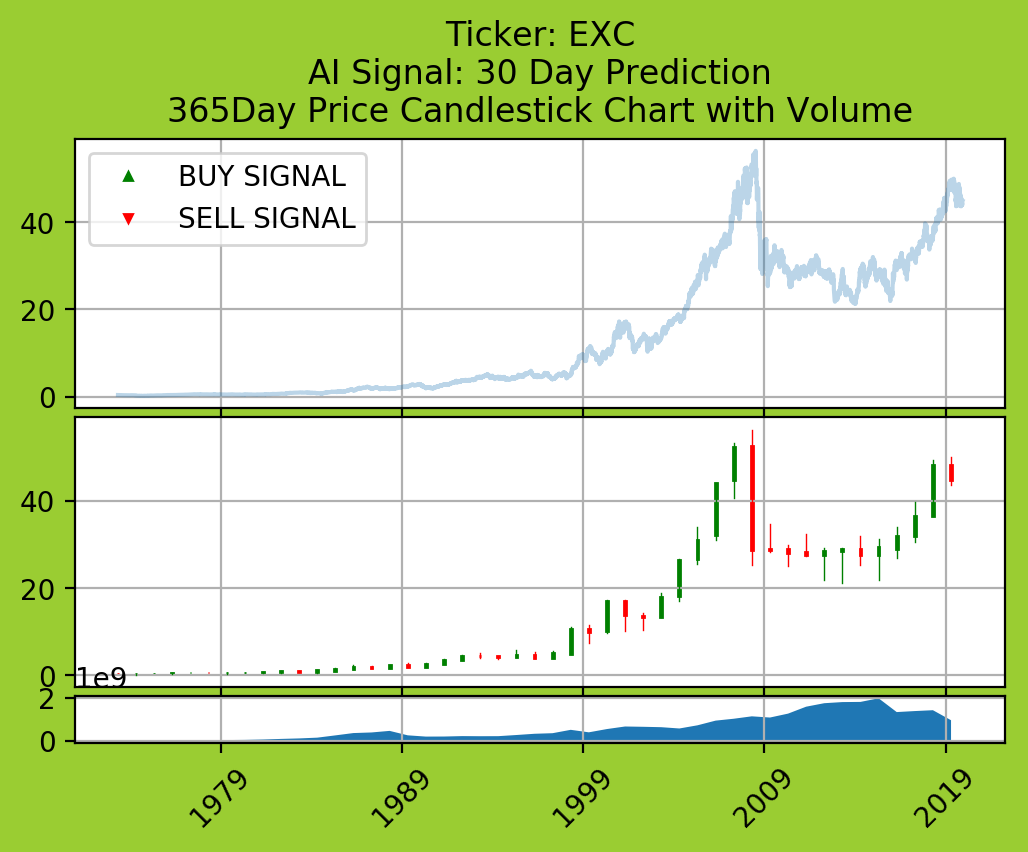 Ticker: EXC
AI Signal: 30 Day Prediction
365Day Price Candlestick Chart with Volume
BUY SIGNAL
SELL SIGNAL
40
20
0
40
20
0
1e9
2
0
1979
1989
1999
2009
2019